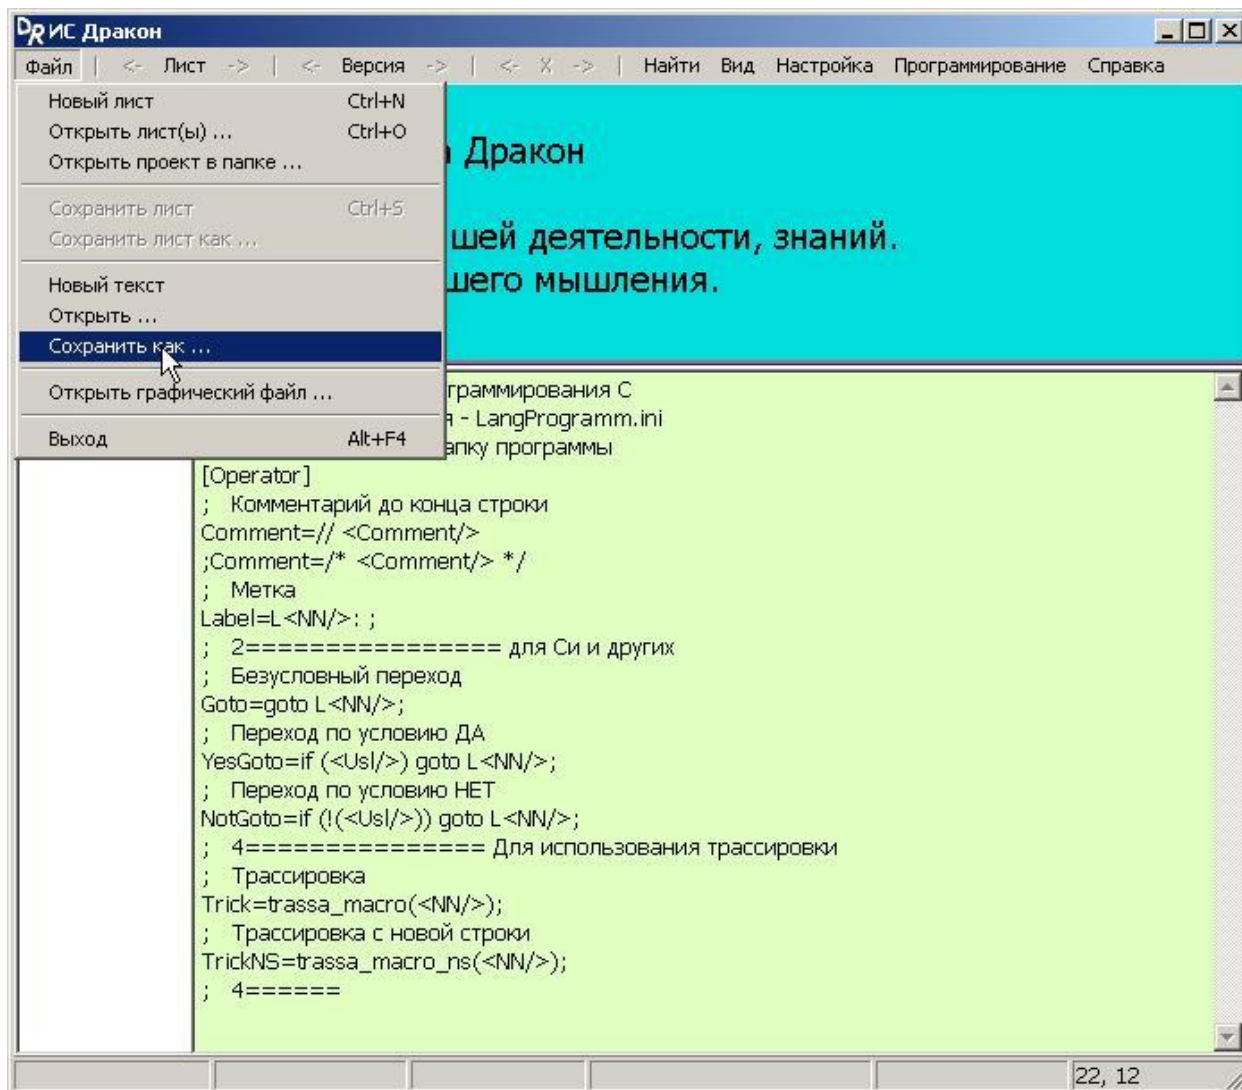 DR ИС Дракон
Файл | <- Лист -> | <- Версия -> | <- X -> | Найти Вид Настройка Программирование Справка
Новый лист Ctrl+N
Открыть лист(ы) ... Ctrl+O
Открыть проект в папке ...
Сохранить лист Ctrl+S
Сохранить лист как ...
Новый текст
Открыть ...
Сохранить как ...
Открыть графический файл ...
Выход Alt+F4
Дракон
шей деятельности, знаний.
шего мышления.
граммирования С
- LangProgramm.ini
апку программы
[Operator]
;  Комментарий до конца строки
Comment=// <Comment/>
;Comment=/* <Comment/> */
;  Метка
Label=L<NN/>: ;
;  2================ для Си и других
;  Безусловный переход
Goto=goto L<NN/>;
;  Переход по условию ДА
YesGoto=if (<Usl/>) goto L<NN/>;
;  Переход по условию НЕТ
NotGoto=if (!(<Usl/>)) goto L<NN/>;
;  4=============== Для использования трассировки
;  Трассировка
Trick=trassa_macro(<NN/>);
;  Трассировка с новой строки
TrickNS=trassa_macro_ns(<NN/>);
;  4======
22, 12